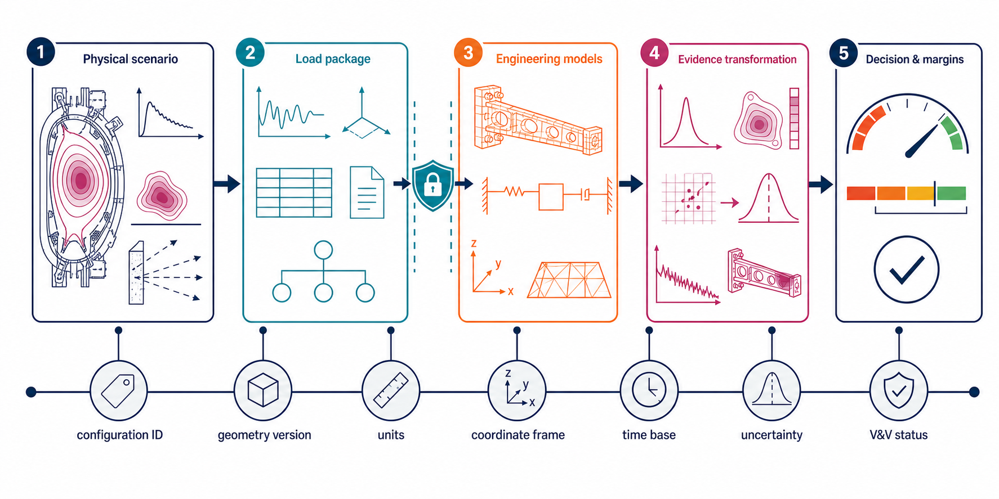 1
Physical scenario
2
Load package
3
Engineering models
4
Evidence transformation
5
Decision & margins
z
y
x
z
y
x
configuration ID
geometry version
units
coordinate frame
time base
uncertainty
V&V status